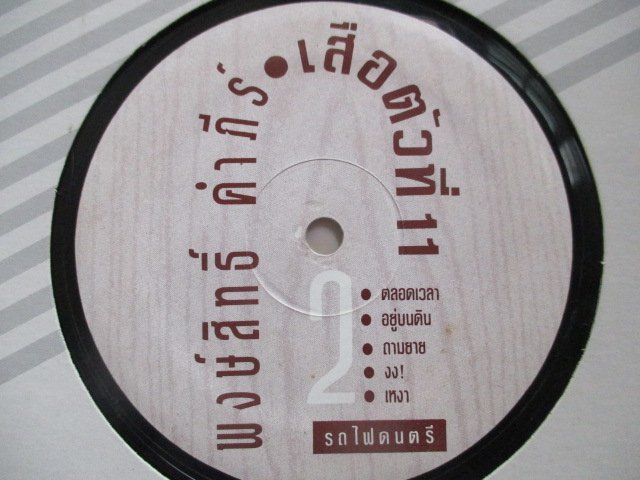 พงษ์สิทธิ์ คำภีร์ • เสือตัวที่ 11
2
• ตลอดเวลา
• อยู่บนดิน
• ถามยาย
• งง!
• เหงา
รถไฟดนตรี